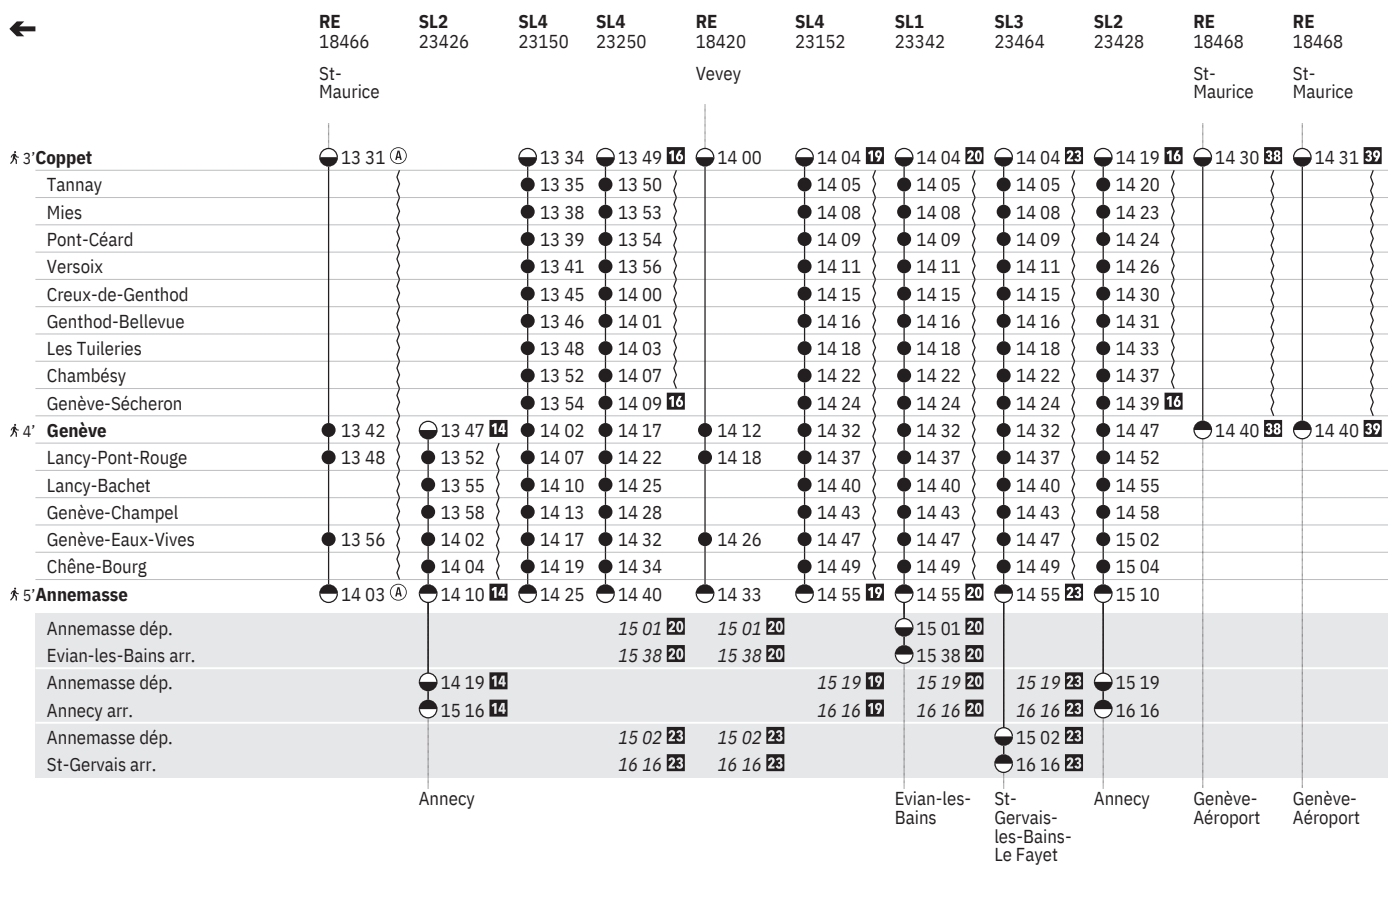 RE SL2 SL4 SL4 RE SL4 SL1 SL3 SL2 RE RE
18466 23426 23150 23250 18420 23152 23342 23464 23428 18468 18468
St- Vevey St- St-
Maurice Maurice Maurice
3' Coppet 13 31 A 13 34 13 49 16 14 00 14 04 19 14 04 20 14 04 23 14 19 16 14 30 38 14 31 39
Tannay 13 35 13 50 14 05 14 05 14 05 14 20
Mies 13 38 13 53 14 08 14 08 14 08 14 23
Pont-Céard 13 39 13 54 14 09 14 09 14 09 14 24
Versoix 13 41 13 56 14 11 14 11 14 11 14 26
Creux-de-Genthod 13 45 14 00 14 15 14 15 14 15 14 30
Genthod-Bellevue 13 46 14 01 14 16 14 16 14 16 14 31
Les Tuileries 13 48 14 03 14 18 14 18 14 18 14 33
Chambésy 13 52 14 07 14 22 14 22 14 22 14 37
Genève-Sécheron 13 54 14 09 16 14 24 14 24 14 24 14 39 16
4' Genève 13 42 13 47 14 14 02 14 17 14 12 14 32 14 32 14 32 14 47 14 40 38 14 40 39
Lancy-Pont-Rouge 13 48 13 52 14 07 14 22 14 18 14 37 14 37 14 37 14 52
Lancy-Bachet 13 55 14 10 14 25 14 40 14 40 14 40 14 55
Genève-Champel 13 58 14 13 14 28 14 43 14 43 14 43 14 58
Genève-Eaux-Vives 13 56 14 02 14 17 14 32 14 26 14 47 14 47 14 47 15 02
Chêne-Bourg 14 04 14 19 14 34 14 49 14 49 14 49 15 04
5' Annemasse 14 03 A 14 10 14 14 25 14 40 14 33 14 55 19 14 55 20 14 55 23 15 10
Annemasse dép. 15 01 20 15 01 20 15 01 20
Evian-les-Bains arr. 15 38 20 15 38 20 15 38 20
Annemasse dép. 14 19 14 15 19 19 15 19 20 15 19 23 15 19
Annecy arr. 15 16 14 16 16 19 16 16 20 16 16 23 16 16
Annemasse dép. 15 02 23 15 02 23 15 02 23
St-Gervais arr. 16 16 23 16 16 23 16 16 23
Annecy Evian-les- St- Annecy Genève- Genève-
Bains Gervais- Aéroport Aéroport
les-Bains-
Le Fayet